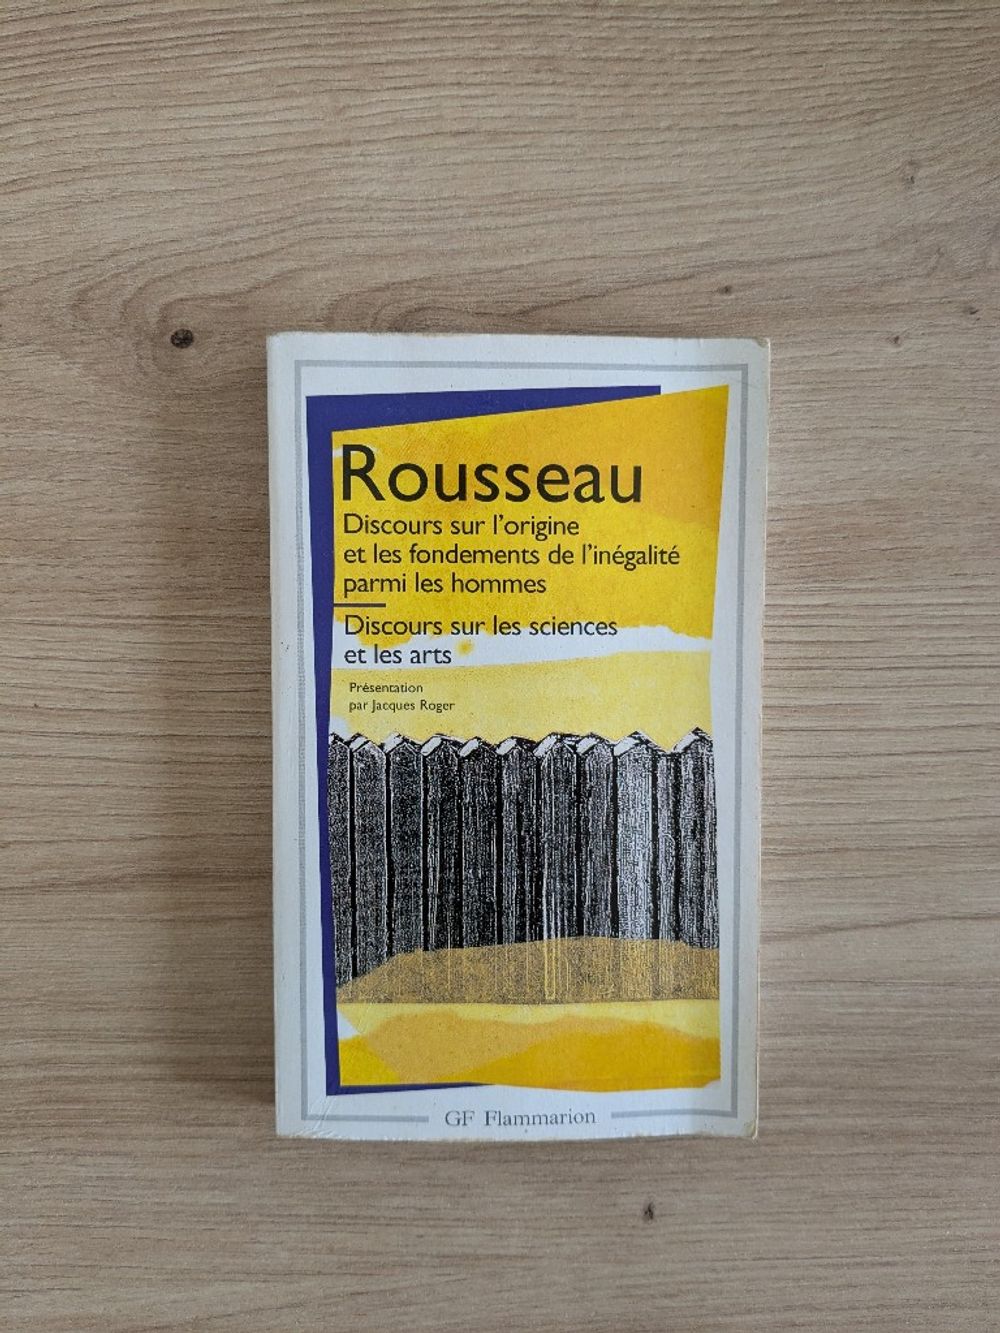 Rousseau
Discours sur l'origine
et les fondements de l'inégalité
parmi les hommes
Discours sur les sciences
et les arts
Présentation
par Jacques Roger
GF Flammarion